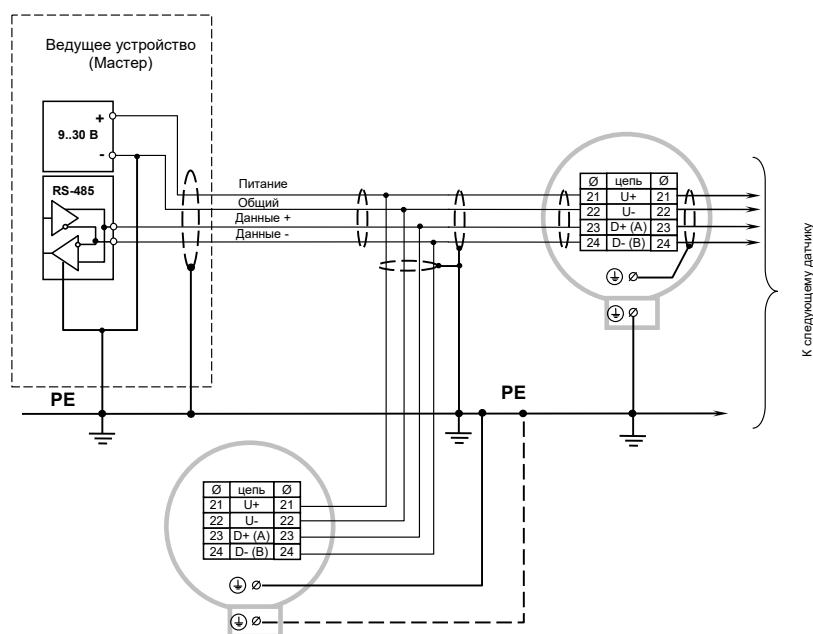 Ведущее устройство
(Мастер)
+
9..30 В
-
RS-485
Питание
Общий
Данные +
Данные -
Ø цепь Ø
21 U+ 21
22 U- 22
23 D+ (A) 23
24 D- (B) 24
К следующему датчику
PE
PE
Ø цепь Ø
21 U+ 21
22 U- 22
23 D+ (A) 23
24 D- (B) 24